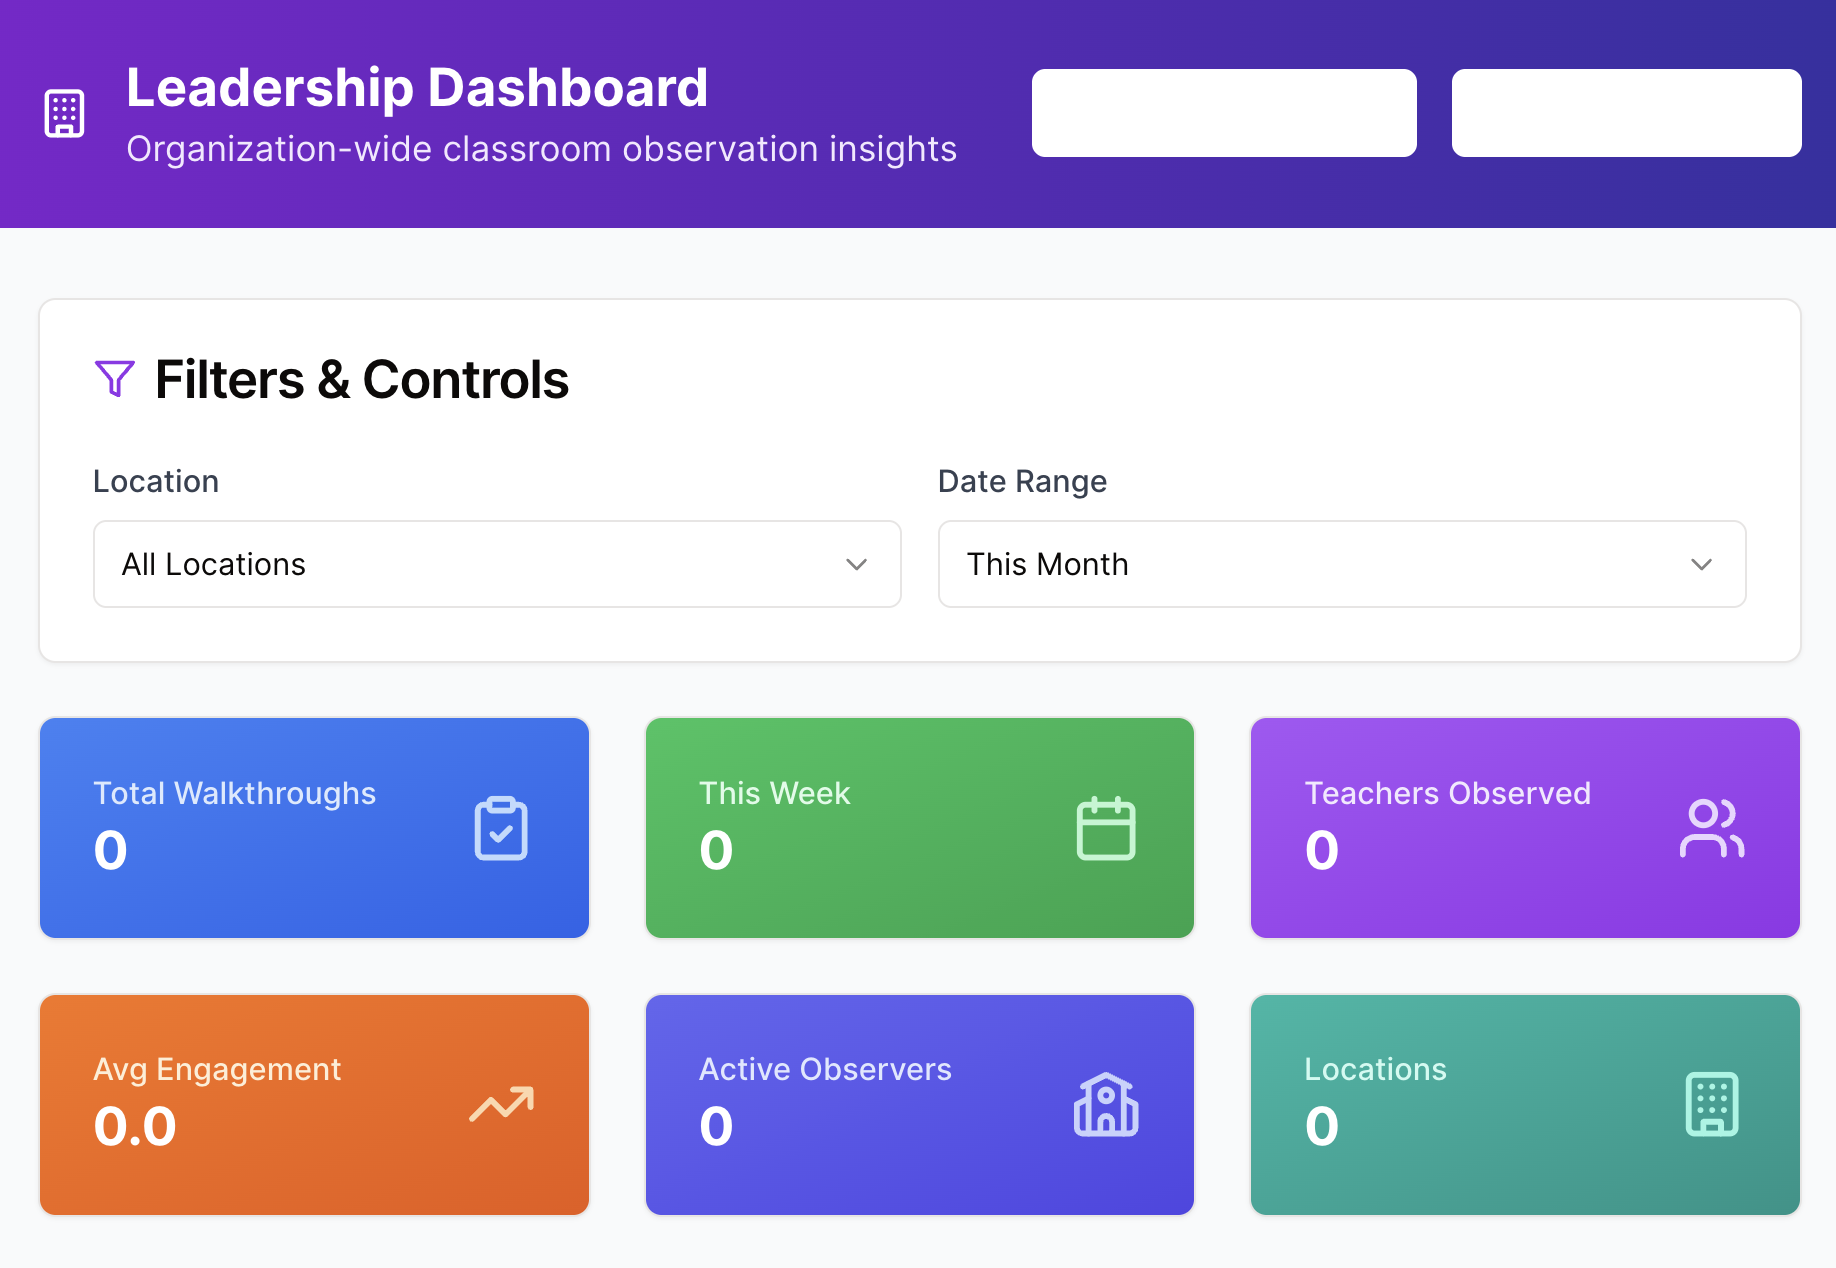 Leadership Dashboard
Organization-wide classroom observation insights
Filters & Controls
Location
Date Range
All Locations
This Month
Total Walkthroughs
0
This Week
0
Teachers Observed
0
Avg Engagement
0.0
Active Observers
0
Locations
0